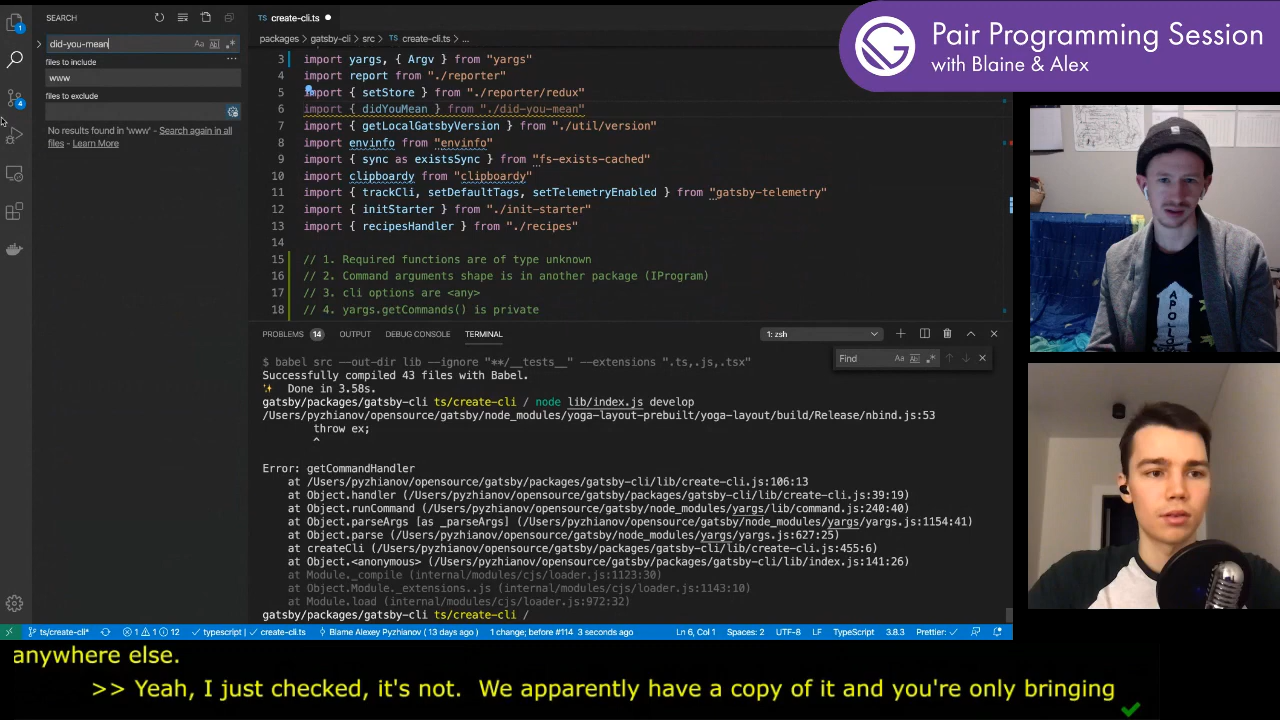 SEARCH
create-cli.ts
Pair Programming Session
with Blaine & Alex
1
did-you-mean
Aa
files to include
www
files to exclude
No results found in 'www' - Search again in all
files - Learn More
4
packages > gatsby-cli > src > TS create-cli.ts > ...
3 import yargs, { Argv } from "yargs"
4 import report from "./reporter"
5 import { setStore } from "./reporter/redux"
6 import { didYouMean } from "./did-you-mean"
7 import { getLocalGatsbyVersion } from "./util/version"
8 import envinfo from "envinfo"
9 import { sync as existsSync } from "fs-exists-cached"
10 import clipboardy from "clipboardy"
11 import { trackCli, setDefaultTags, setTelemetryEnabled } from "gatsby-telemetry"
12 import { initStarter } from "./init-starter"
13 import { recipesHandler } from "./recipes"
14
15 // 1. Required functions are of type unknown
16 // 2. Command arguments shape is in another package (IProgram)
17 // 3. cli options are <any>
18 // 4. yargs.getCommands() is private
PROBLEMS 14 OUTPUT DEBUG CONSOLE TERMINAL 1: zsh
Find Aa
$ babel src --out-dir lib --ignore "**/__tests__" --extensions ".ts,.js,.tsx"
Successfully compiled 43 files with Babel.
✨ Done in 3.58s.
gatsby/packages/gatsby-cli ts/create-cli / node lib/index.js develop
/Users/pyzhianov/opensource/gatsby/node_modules/yoga-layout-prebuilt/yoga-layout/build/Release/nbind.js:53
throw ex;
^
Error: getCommandHandler
at /Users/pyzhianov/opensource/gatsby/packages/gatsby-cli/lib/create-cli.js:106:13
at Object.handler (/Users/pyzhianov/opensource/gatsby/packages/gatsby-cli/lib/create-cli.js:39:19)
at Object.runCommand (/Users/pyzhianov/opensource/gatsby/node_modules/yargs/lib/command.js:240:40)
at Object.parseArgs [as _parseArgs] (/Users/pyzhianov/opensource/gatsby/node_modules/yargs/yargs.js:1154:41)
at Object.parse (/Users/pyzhianov/opensource/gatsby/node_modules/yargs/yargs.js:627:25)
at createCli (/Users/pyzhianov/opensource/gatsby/packages/gatsby-cli/lib/create-cli.js:455:6)
at Object.<anonymous> (/Users/pyzhianov/opensource/gatsby/packages/gatsby-cli/lib/index.js:141:26)
at Module._compile (internal/modules/cjs/loader.js:1123:30)
at Object.Module._extensions..js (internal/modules/cjs/loader.js:1143:10)
at Module.load (internal/modules/cjs/loader.js:972:32)
gatsby/packages/gatsby-cli ts/create-cli /
ts/create-cli* 1 1 12 typescript create-cli.ts Blame Alexey Pyzhianov (13 days ago) 1 change; before #114 3 seconds ago Ln 6, Col 1 Spaces: 2 UTF-8 LF TypeScript 3.8.3 Prettier: ✓
APOLLO
anywhere else.
>> Yeah, I just checked, it's not. We apparently have a copy of it and you're only bringing